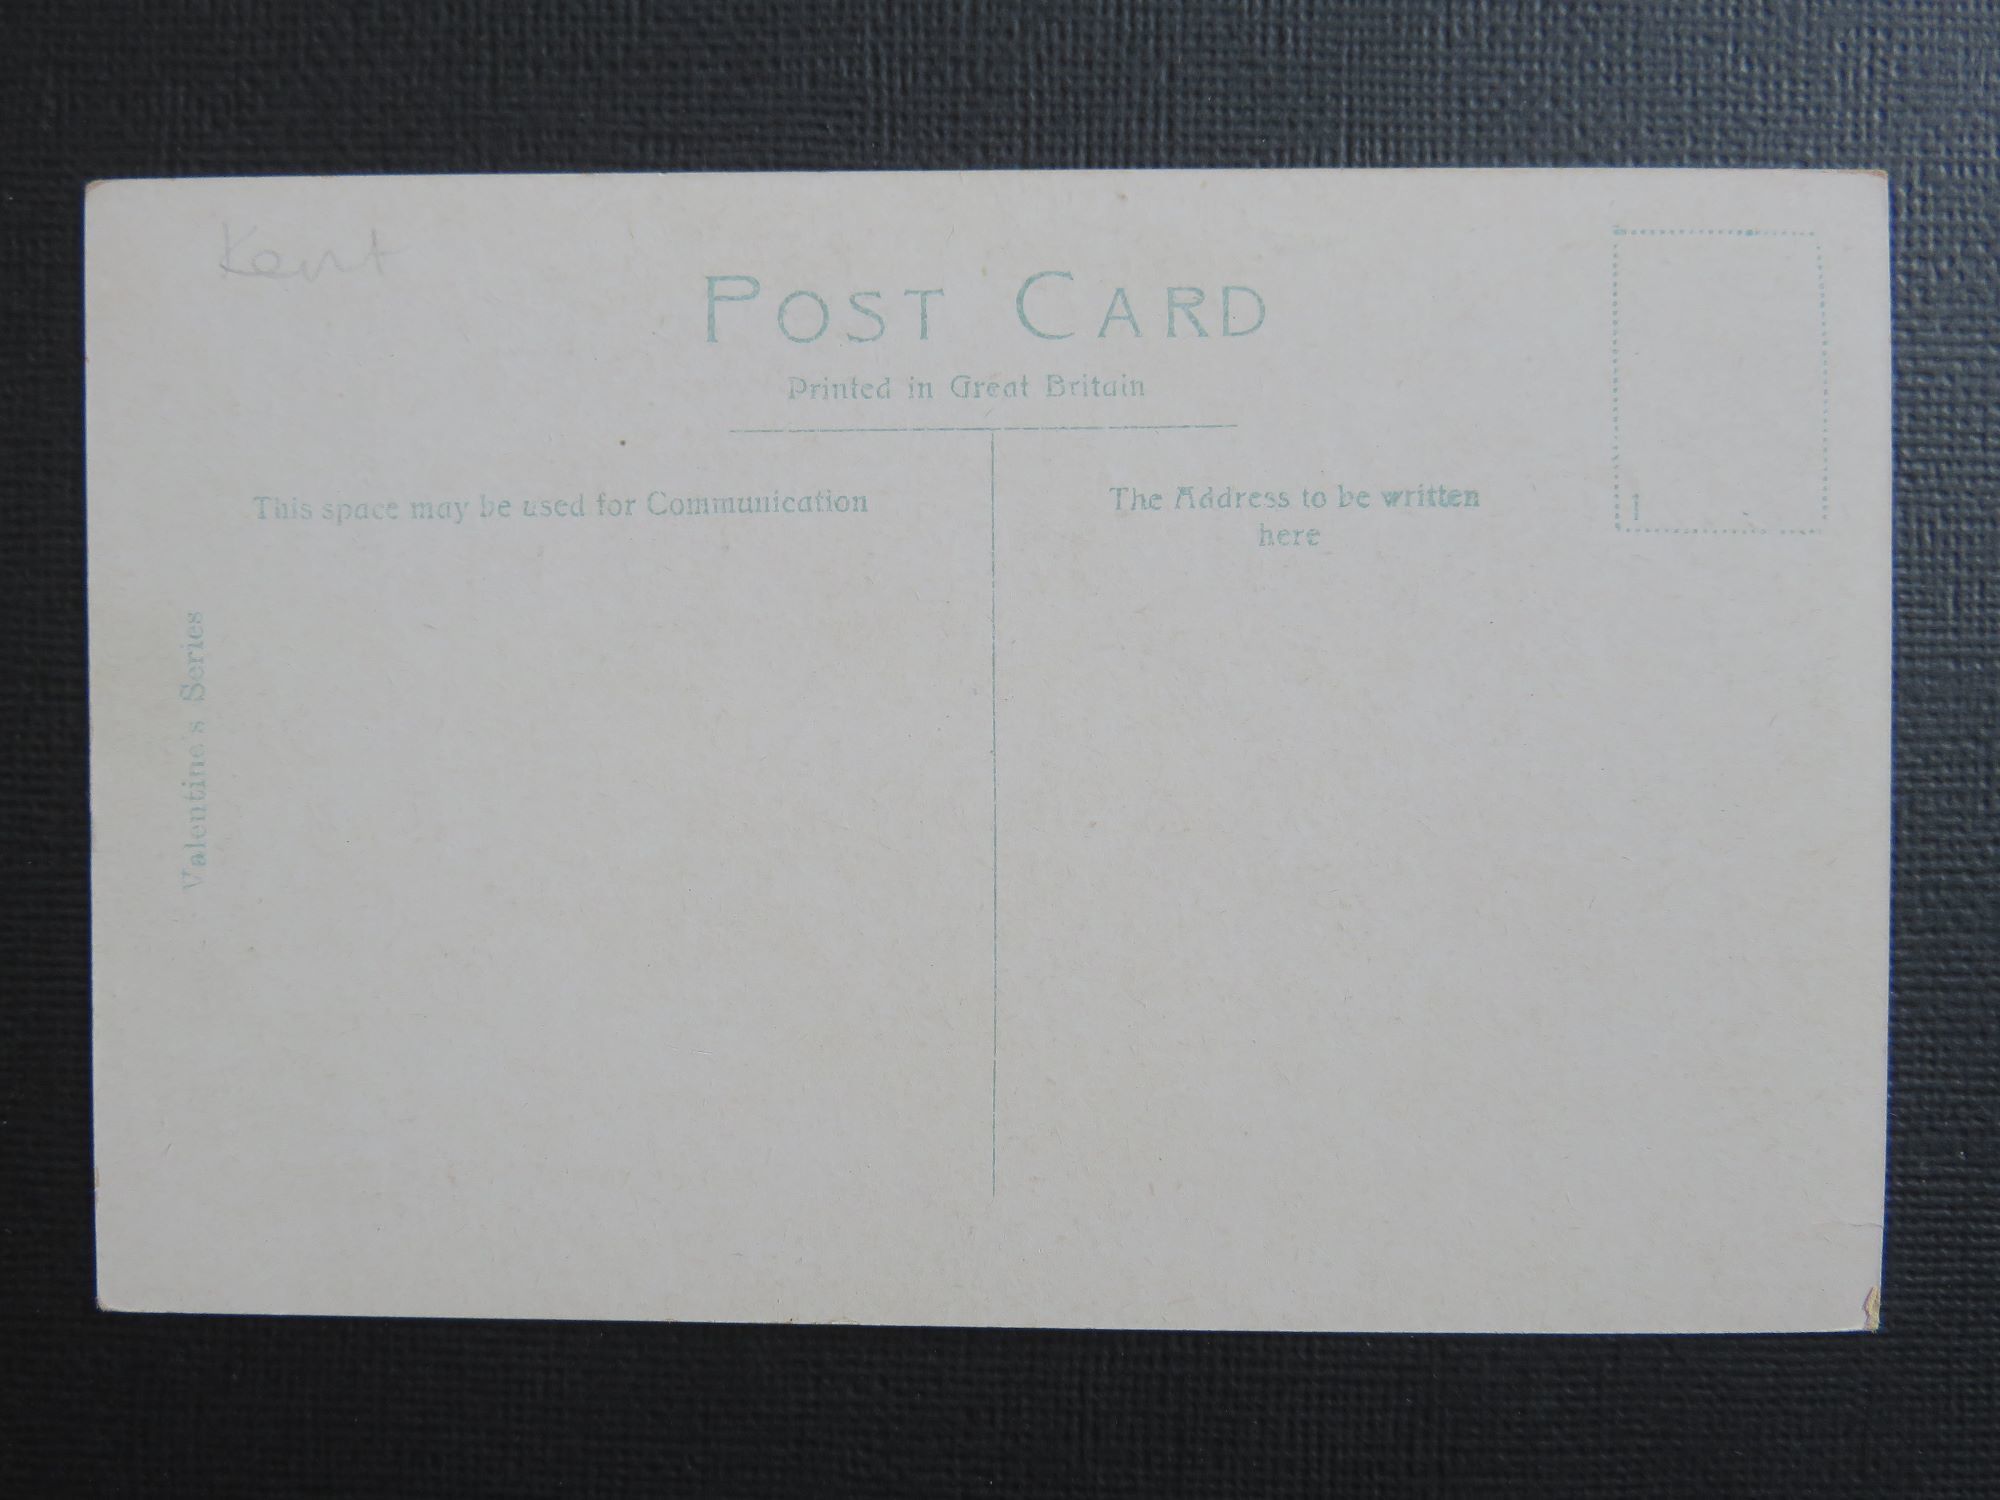 Kent
POST CARD
Printed in Great Britain
This space may be used for Communication
The Address to be written
here
1
Valentine's Series